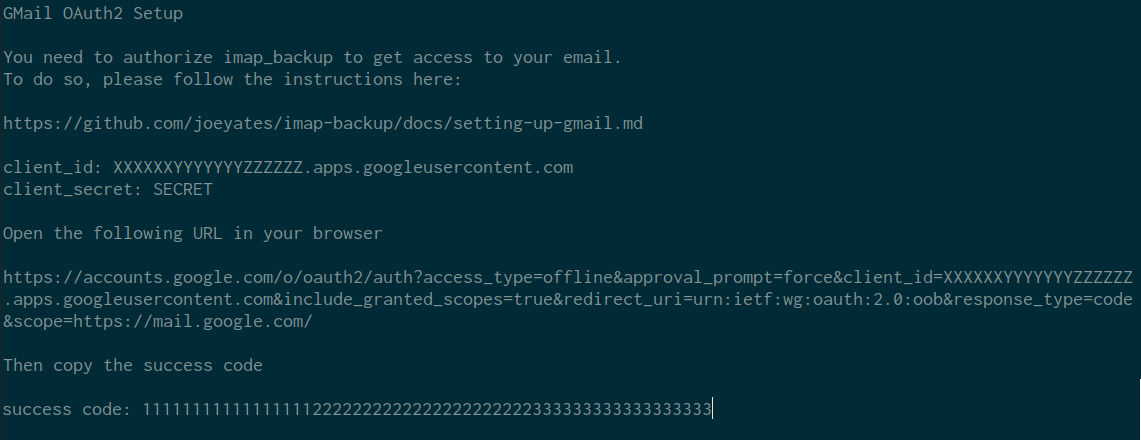 GMail OAuth2 Setup
You need to authorize imap_backup to get access to your email.
To do so, please follow the instructions here:
https://github.com/joeyates/imap-backup/docs/setting-up-gmail.md
client_id: XXXXXXYYYYYYYZZZZZZ.apps.googleusercontent.com
client_secret: SECRET
Open the following URL in your browser
https://accounts.google.com/o/oauth2/auth?access_type=offline&approval_prompt=force&client_id=XXXXXXYYYYYYYZZZZZZ
.apps.googleusercontent.com&include_granted_scopes=true&redirect_uri=urn:ietf:wg:oauth:2.0:oob&response_type=code
&scope=https://mail.google.com/
Then copy the success code
success code: 111111111111111112222222222222222222222333333333333333333